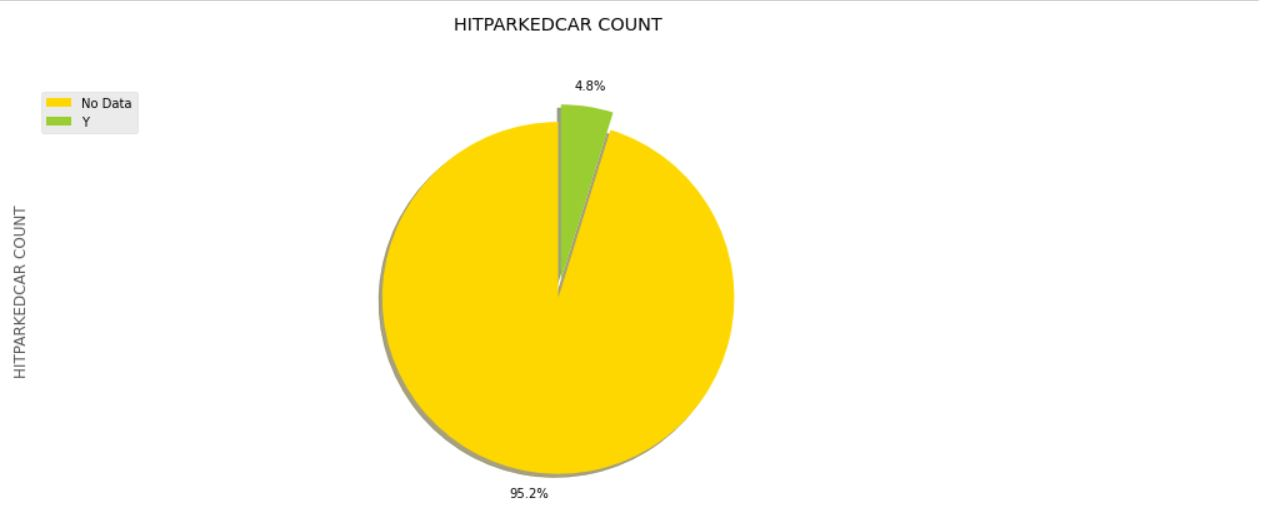 HITPARKEDCAR COUNT
No Data
Y
4.8%
HITPARKEDCAR COUNT
95.2%